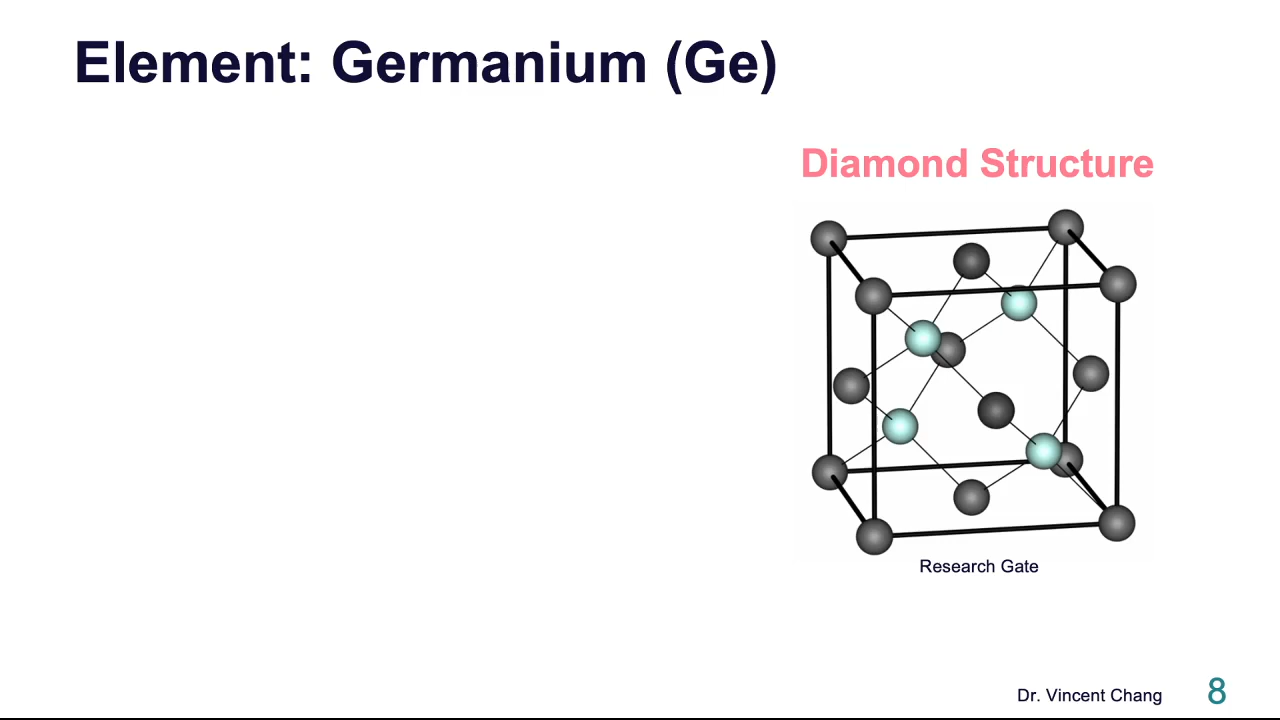 Element: Germanium (Ge)
Diamond Structure
Research Gate
Dr. Vincent Chang
8